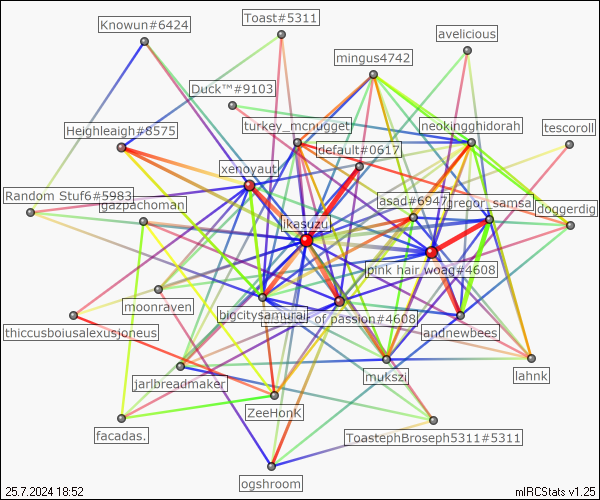 Knowun#6424
Toast#5311
avelicious
mingus4742
Duck™#9103
turkey_mcnugget
neokingghidorah
tescoroll
Heighleaigh#8575
default#0617
xenoyaut
Random Stuf6#5983
gazpachoman
asad#6947
gregor_samsa
doggerdig
ikasuzu
pink hair woag#4608
moonraven
bigcitysamurai
of passion#4608
thiccusboiusalexusjoneus
andnewbees
jarlbreadmaker
mukszi
lahnk
ZeeHonK
facadas.
ToastephBroseph5311#5311
ogshroom
25.7.2024 18:52
mIRCStats v1.25